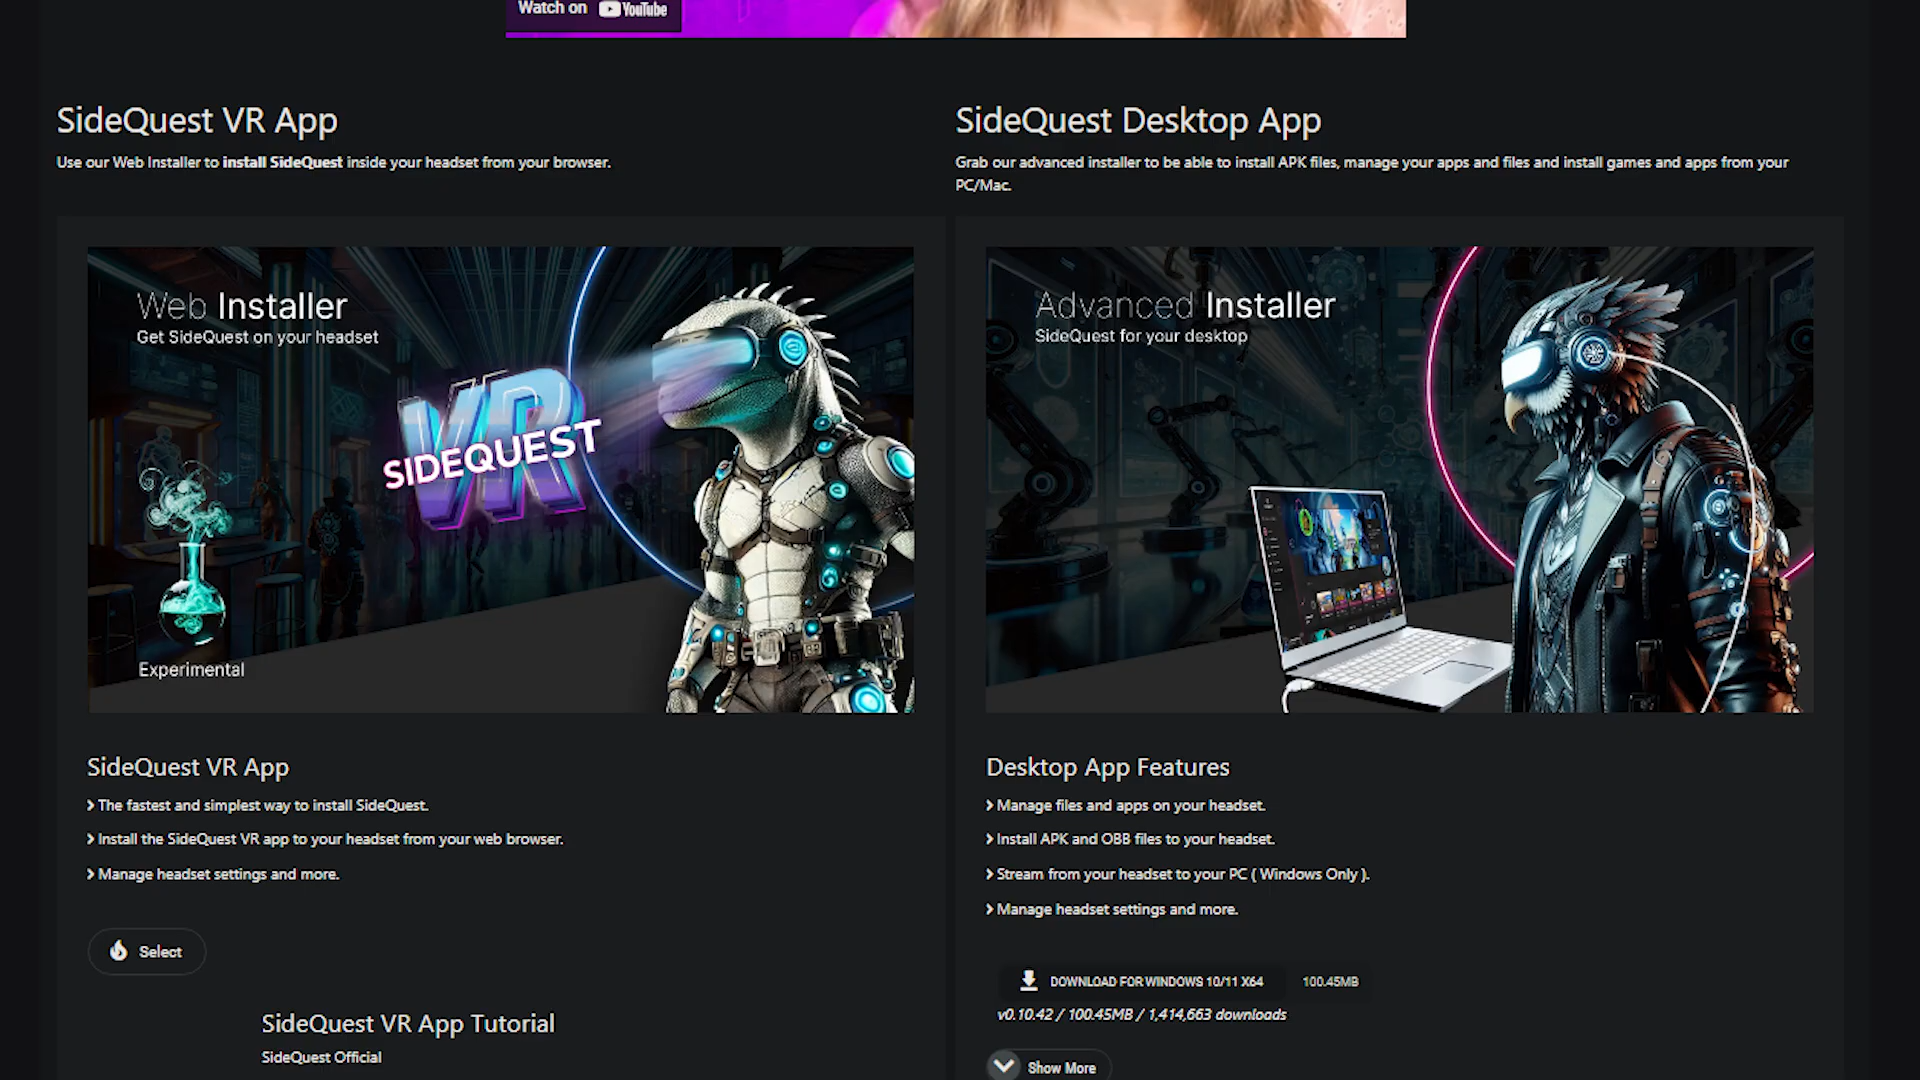 Watch on YouTube
SideQuest VR App
Use our Web Installer to install SideQuest inside your headset from your browser.
Web Installer
Get SideQuest on your headset
VR
SIDEQUEST
Experimental
SideQuest VR App
The fastest and simplest way to install SideQuest.
Install the SideQuest VR app to your headset from your web browser.
Manage headset settings and more.
Select
SideQuest VR App Tutorial
SideQuest Official
SideQuest Desktop App
Grab our advanced installer to be able to install APK files, manage your apps and files and install games and apps from your
PC/Mac.
Advanced Installer
SideQuest for your desktop
Desktop App Features
Manage files and apps on your headset.
Install APK and OBB files to your headset.
Stream from your headset to your PC ( Windows Only ).
Manage headset settings and more.
DOWNLOAD FOR WINDOWS 10/11 X64 100.45MB
v0.10.42 / 100.45MB / 1,414,663 downloads
Show More